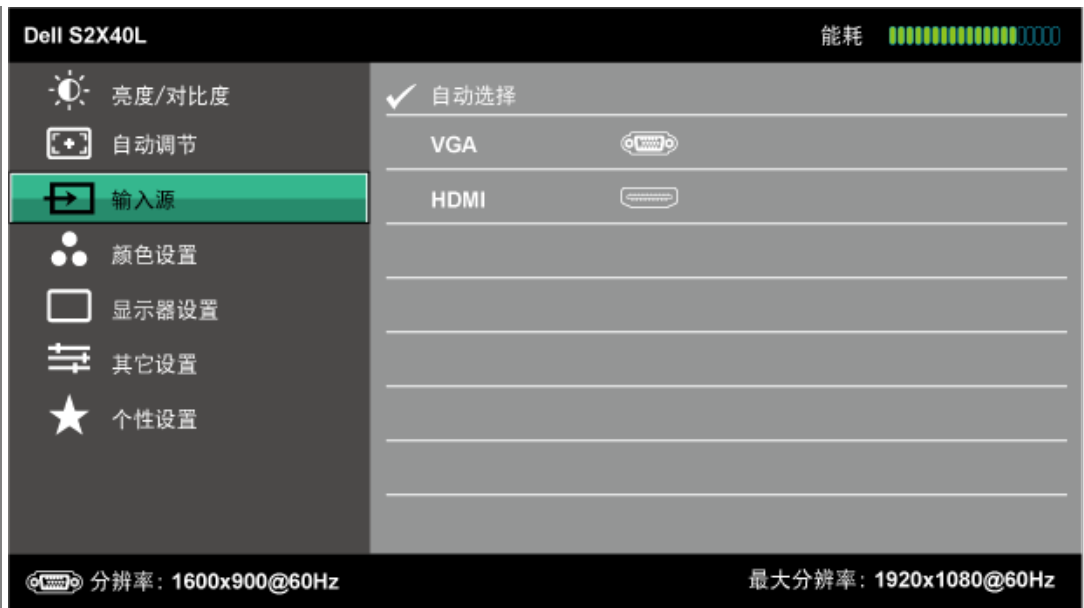 Dell S2X40L 能耗
亮度/对比度
自动选择
自动调节
VGA
输入源
HDMI
颜色设置
显示器设置
其它设置
个性设置
分辨率: 1600x900@60Hz
最大分辨率: 1920x1080@60Hz